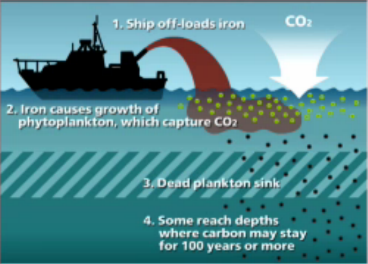 1. Ship off-loads iron
CO₂
2. Iron causes growth of
phytoplankton, which capture CO₂
3. Dead plankton sink
4. Some reach depths
where carbon may stay
for 100 years or more